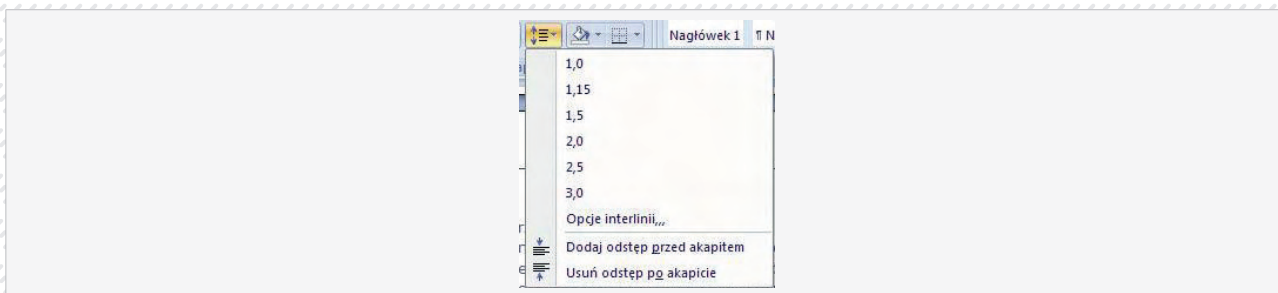 Nagłówek 1 ¶ N
1,0
1,15
1,5
2,0
2,5
3,0
Opcje interlinii,,,
Dodaj odstęp przed akapitem
Usuń odstęp po akapicie